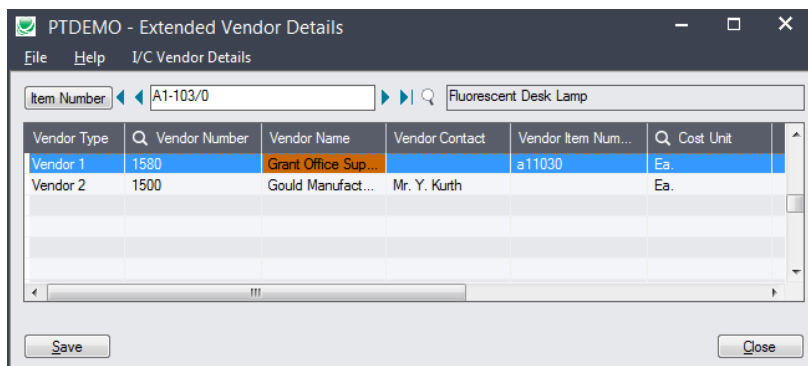 PTDEMO - Extended Vendor Details
File Help I/C Vendor Details
Item Number A1-103/0 Fluorescent Desk Lamp
Vendor Type Vendor Number Vendor Name Vendor Contact Vendor Item Num... Cost Unit
Vendor 1 1580 Grant Office Sup... a11030 Ea.
Vendor 2 1500 Gould Manufact... Mr. Y. Kurth Ea.
Save Close